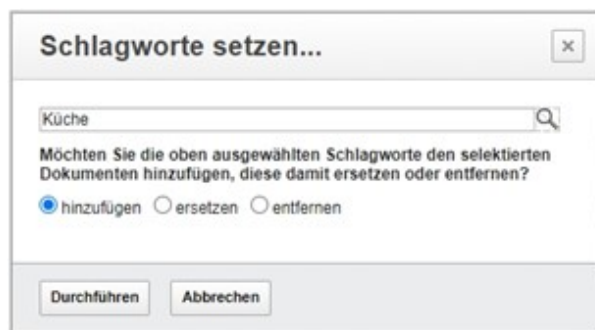 Schlagworte setzen...
Küche
Möchten Sie die oben ausgewählten Schlagworte den selektierten
Dokumenten hinzufügen, diese damit ersetzen oder entfernen?
hinzufügen ersetzen entfernen
Durchführen Abbrechen